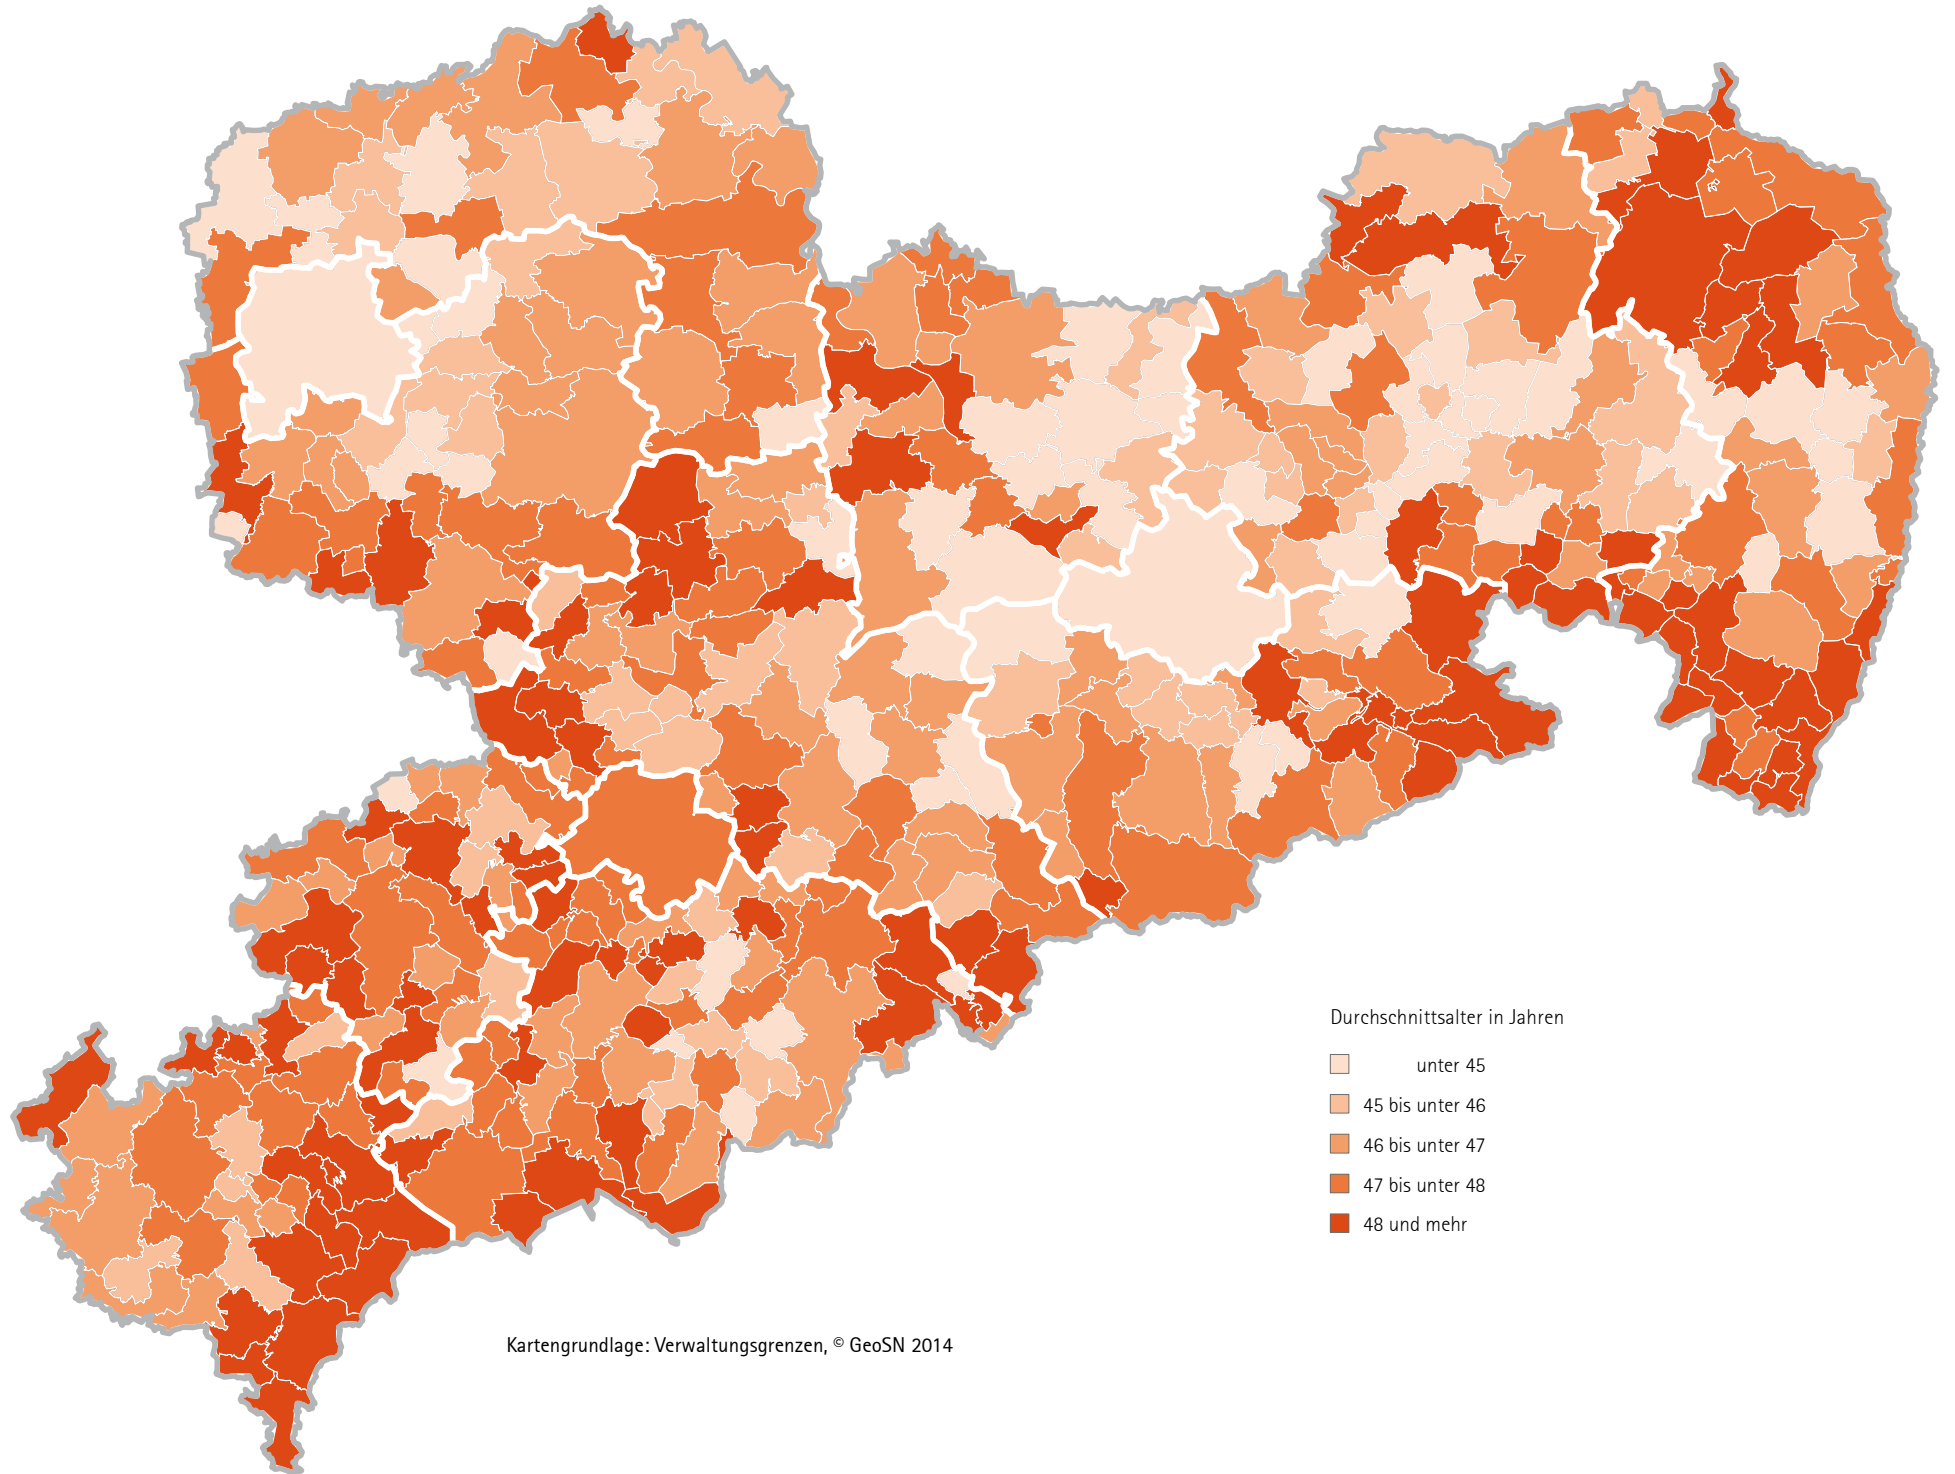 Durchschnittsalter in Jahren
unter 45
45 bis unter 46
46 bis unter 47
47 bis unter 48
48 und mehr
Kartengrundlage: Verwaltungsgrenzen, © GeoSN 2014